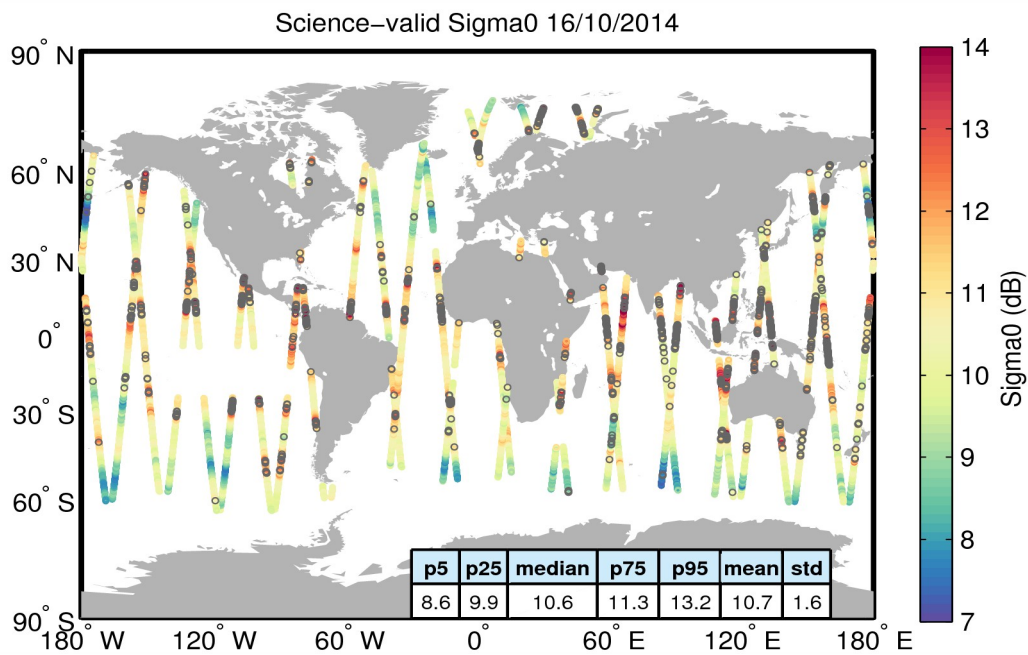 Science−valid Sigma0 16/10/2014
90° N
60° N
30° N
0°
30° S
60° S
90° S
180° W
120° W
60° W
0°
60° E
120° E
180° E
p5 p25 median p75 p95 mean std
8.6 9.9 10.6 11.3 13.2 10.7 1.6
14
13
12
11
10
9
8
7
Sigma0 (dB)